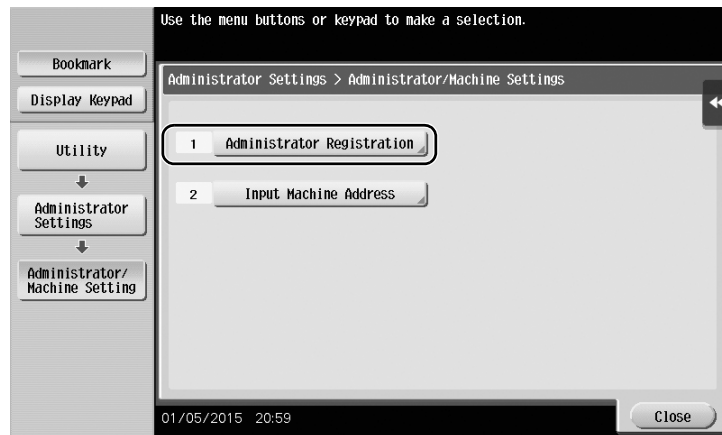 Use the menu buttons or keypad to make a selection.
Bookmark
Display Keypad
Utility
Administrator
Settings
Administrator/
Machine Setting
Administrator Settings > Administrator/Machine Settings
1 Administrator Registration
2 Input Machine Address
01/05/2015 20:59
Close